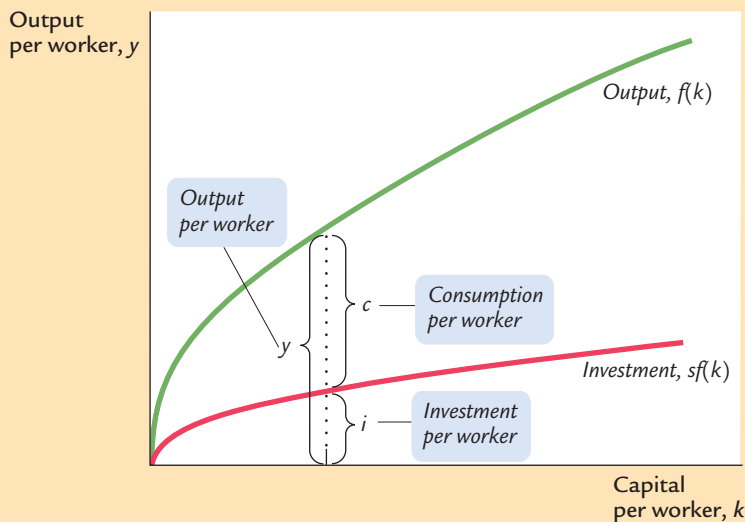 Output
per worker, y
Output, f(k)
Output
per worker
c
Consumption
per worker
y
Investment, sf(k)
i
Investment
per worker
Capital
per worker, k